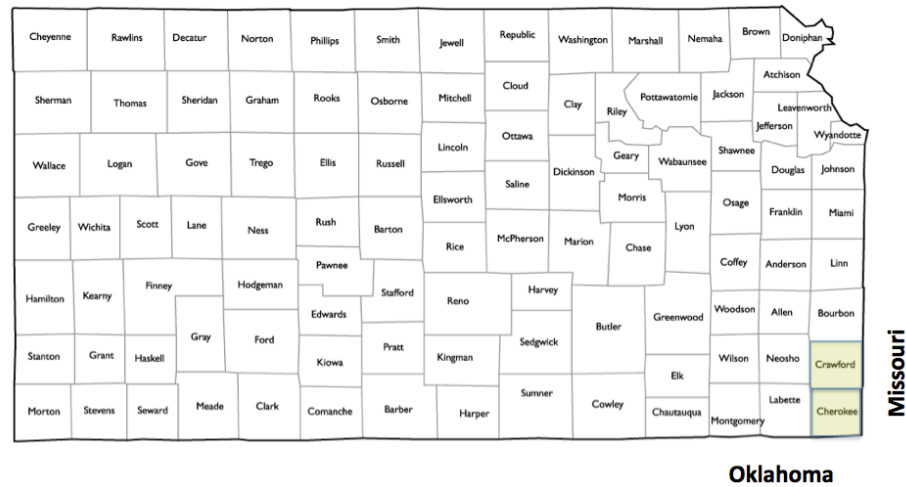 Cheyenne
Rawlins
Decatur
Norton
Phillips
Smith
Jewell
Republic
Washington
Marshall
Nemaha
Brown
Doniphan
Sherman
Thomas
Sheridan
Graham
Rooks
Osborne
Mitchell
Cloud
Clay
Riley
Pottawatomie
Jackson
Atchison
Leavenworth
Jefferson
Wyandotte
Wallace
Logan
Gove
Trego
Ellis
Russell
Lincoln
Ottawa
Dickinson
Geary
Wabaunsee
Shawnee
Douglas
Johnson
Ellsworth
Saline
Morris
Greeley
Wichita
Scott
Lane
Ness
Rush
Barton
Rice
McPherson
Marion
Chase
Lyon
Osage
Franklin
Miami
Pawnee
Hamilton
Kearny
Finney
Hodgeman
Stafford
Reno
Harvey
Coffey
Anderson
Linn
Edwards
Gray
Ford
Sedgwick
Butler
Greenwood
Woodson
Allen
Bourbon
Stanton
Grant
Haskell
Kiowa
Pratt
Kingman
Elk
Wilson
Neosho
Crawford
Morton
Stevens
Seward
Meade
Clark
Comanche
Barber
Harper
Sumner
Cowley
Chautauqua
Montgomery
Labette
Cherokee
Missouri
Oklahoma